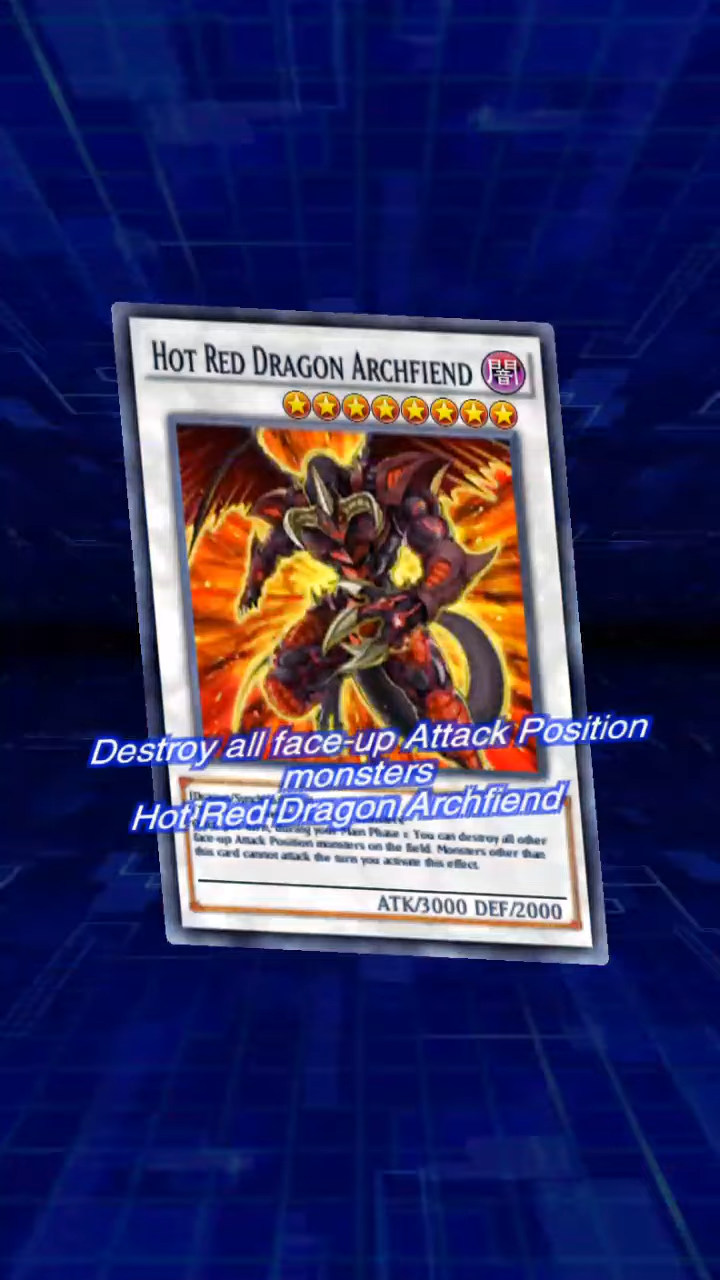 HOT RED DRAGON ARCHFIEND 闇
Destroy all face-up Attack Position
monsters
Hot Red Dragon Archfiend
Main Phase : You can destroy all other
face-up Attack Position monsters on the field. Monsters other than
this card cannot attack the turn you activate this effect.
ATK/3000 DEF/2000